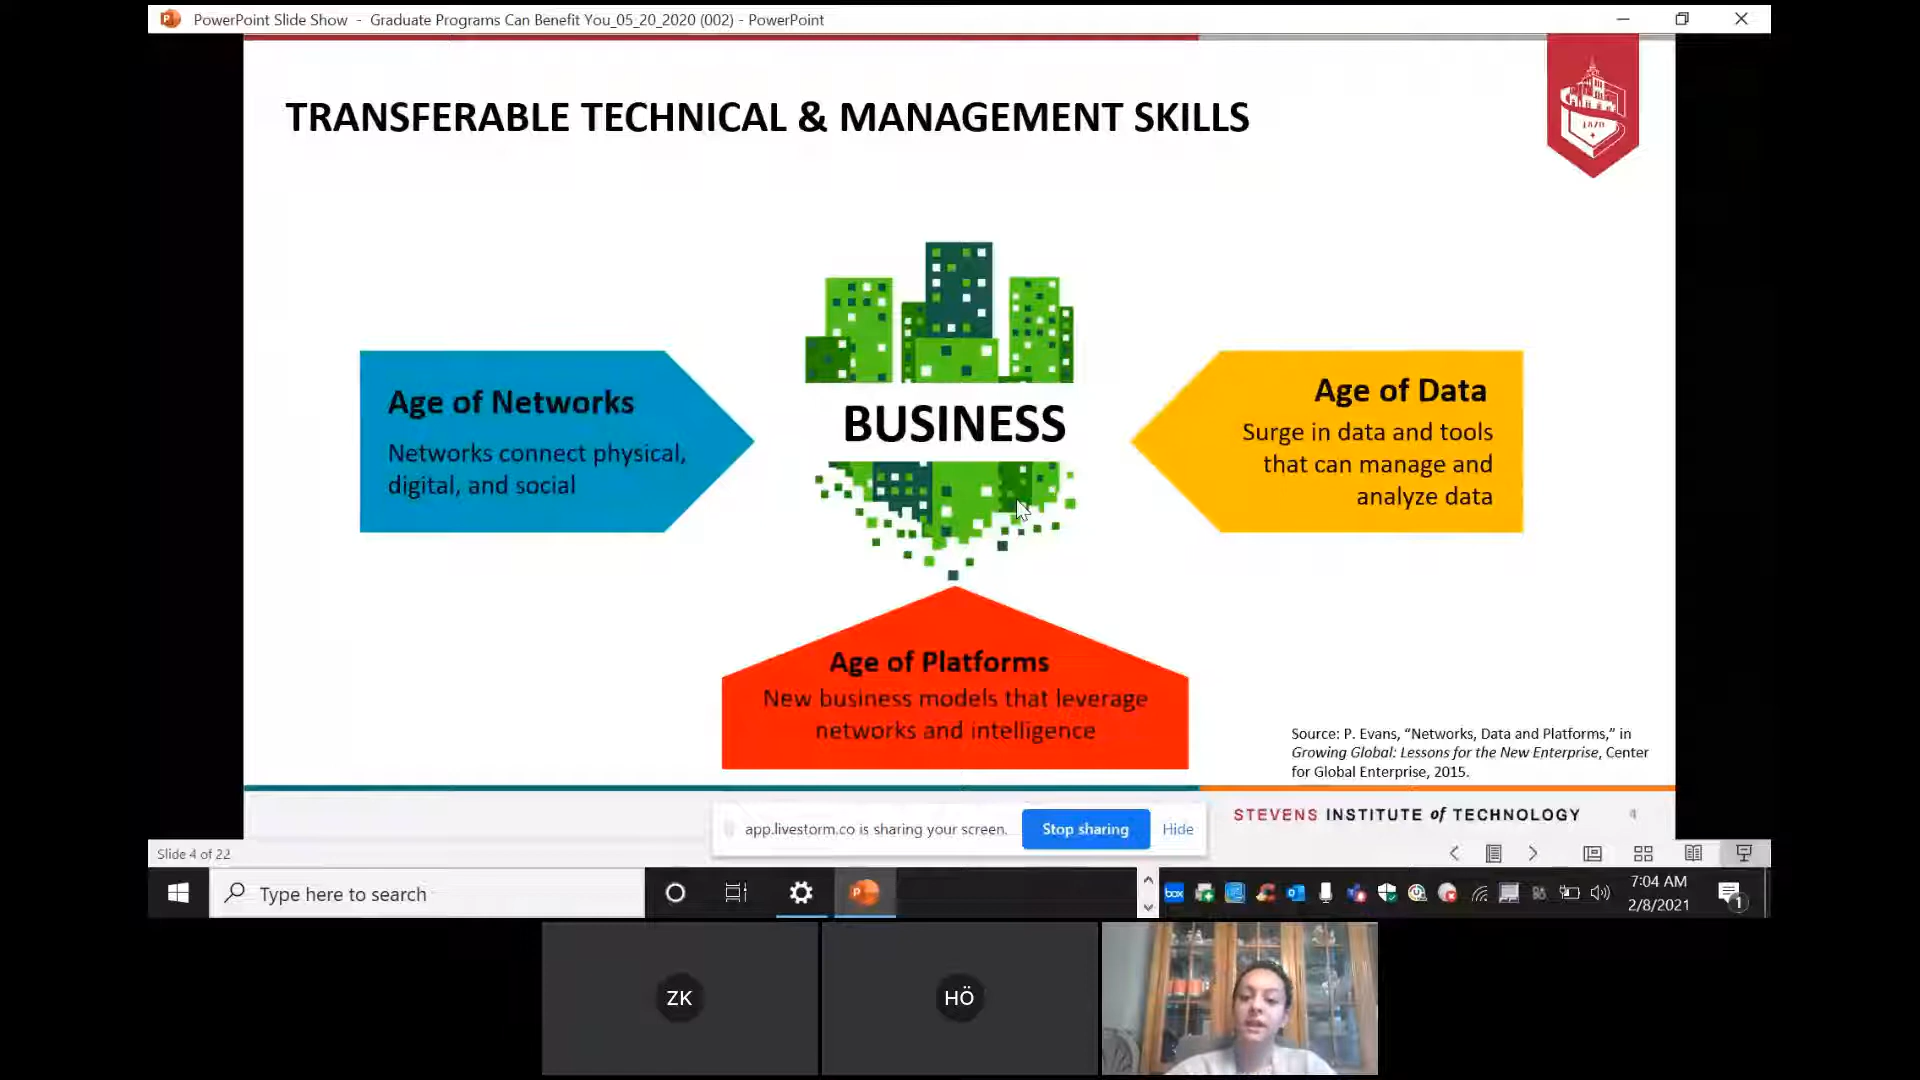 PowerPoint Slide Show - Graduate Programs Can Benefit You_05_20_2020 (002) - PowerPoint
TRANSFERABLE TECHNICAL & MANAGEMENT SKILLS
1870
BUSINESS
Age of Networks
Networks connect physical,
digital, and social
Age of Data
Surge in data and tools
that can manage and
analyze data
Age of Platforms
New business models that leverage
networks and intelligence
Source: P. Evans, “Networks, Data and Platforms,” in
Growing Global: Lessons for the New Enterprise, Center
for Global Enterprise, 2015.
STEVENS INSTITUTE of TECHNOLOGY 4
app.livestorm.co is sharing your screen. Stop sharing Hide
Slide 4 of 22
Type here to search
box
7:04 AM
2/8/2021
1
ZK
HÖ